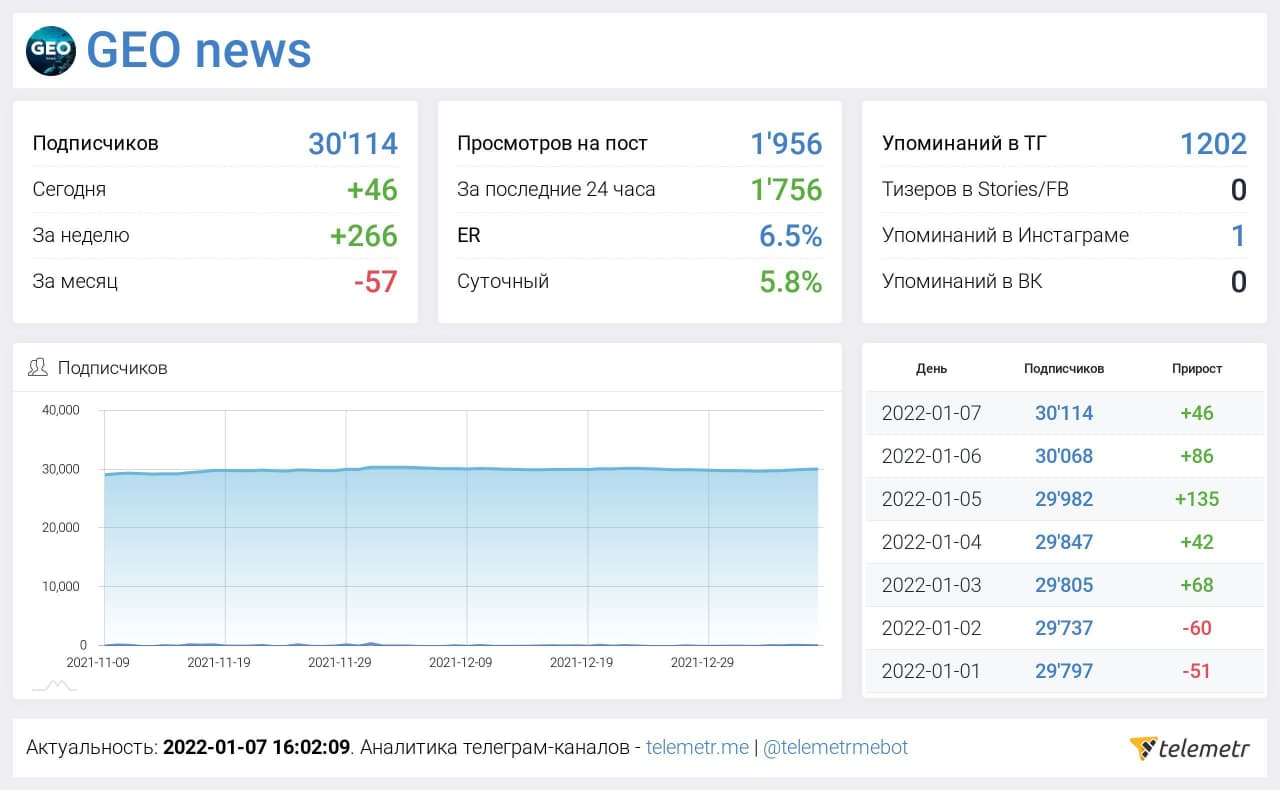 GEO
GEO news
Подписчиков 30'114
Сегодня +46
За неделю +266
За месяц -57
Просмотров на пост 1'956
За последние 24 часа 1'756
ER 6.5%
Суточный 5.8%
Упоминаний в ТГ 1202
Тизеров в Stories/FB 0
Упоминаний в Инстаграме 1
Упоминаний в ВК 0
Подписчиков
40,000
30,000
20,000
10,000
0
2021-11-09 2021-11-19 2021-11-29 2021-12-09 2021-12-19 2021-12-29
День Подписчиков Прирост
2022-01-07 30'114 +46
2022-01-06 30'068 +86
2022-01-05 29'982 +135
2022-01-04 29'847 +42
2022-01-03 29'805 +68
2022-01-02 29'737 -60
2022-01-01 29'797 -51
Актуальность: 2022-01-07 16:02:09. Аналитика телеграм-каналов - telemetr.me | @telemetrmebot
telemetr